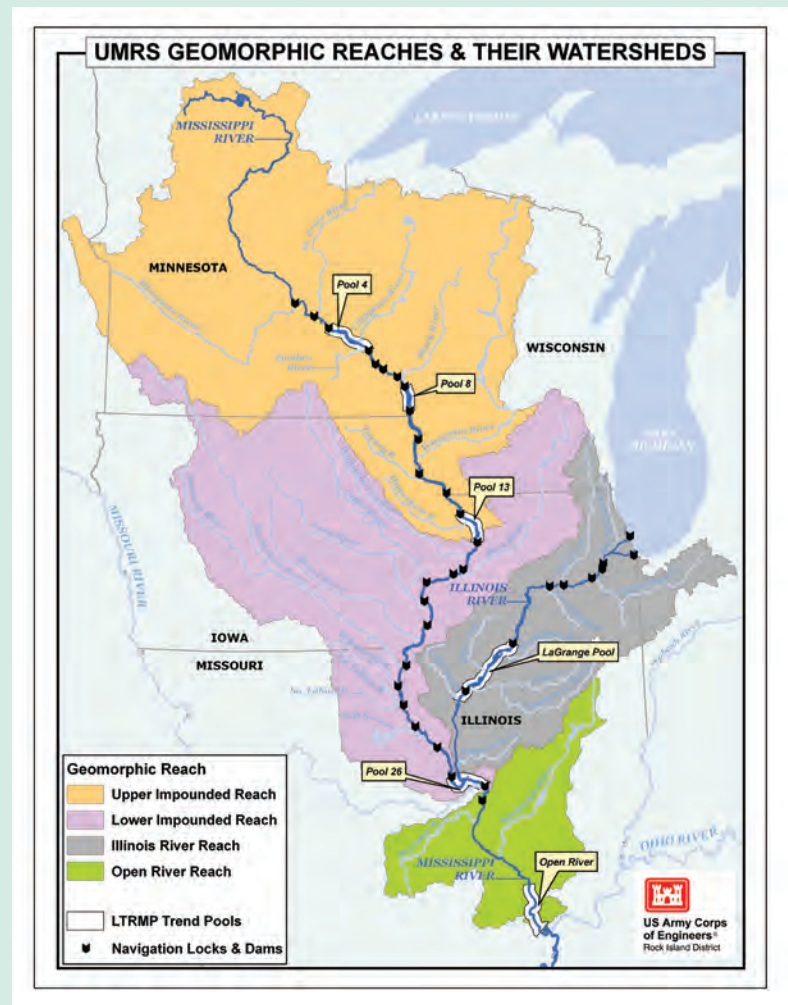 UMRS GEOMORPHIC REACHES & THEIR WATERSHEDS
MISSISSIPPI
RIVER
MINNESOTA
Pool 4
WISCONSIN
Pool 8
Pool 13
MISSOURI RIVER
ILLINOIS
RIVER
IOWA
MISSOURI
LaGrange Pool
ILLINOIS
Pool 26
MISSISSIPPI
RIVER
Open River
OHIO RIVER
Geomorphic Reach
Upper Impounded Reach
Lower Impounded Reach
Illinois River Reach
Open River Reach
LTRMP Trend Pools
Navigation Locks & Dams
US Army Corps
of Engineers®
Rock Island District